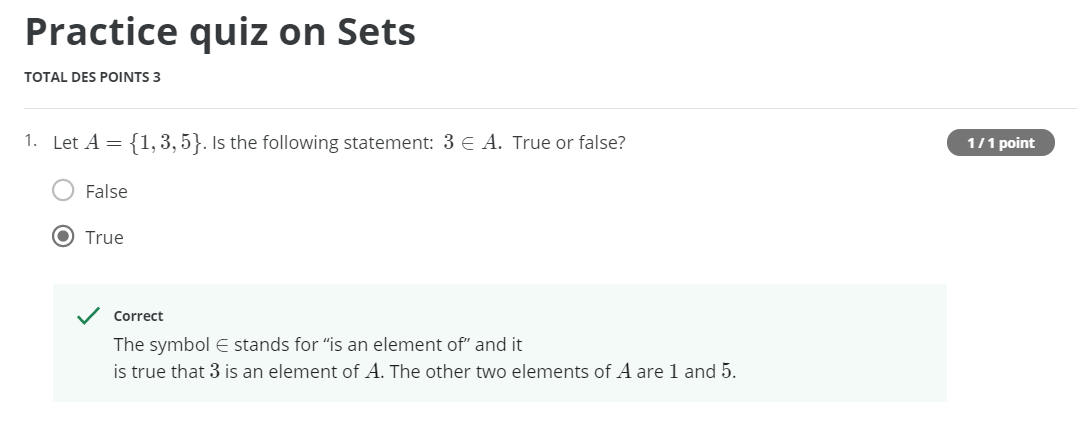 Practice quiz on Sets
TOTAL DES POINTS 3
1. Let A = {1, 3, 5}. Is the following statement: 3 ∈ A. True or false?
1 / 1 point
False
True
Correct
The symbol ∈ stands for “is an element of” and it
is true that 3 is an element of A. The other two elements of A are 1 and 5.